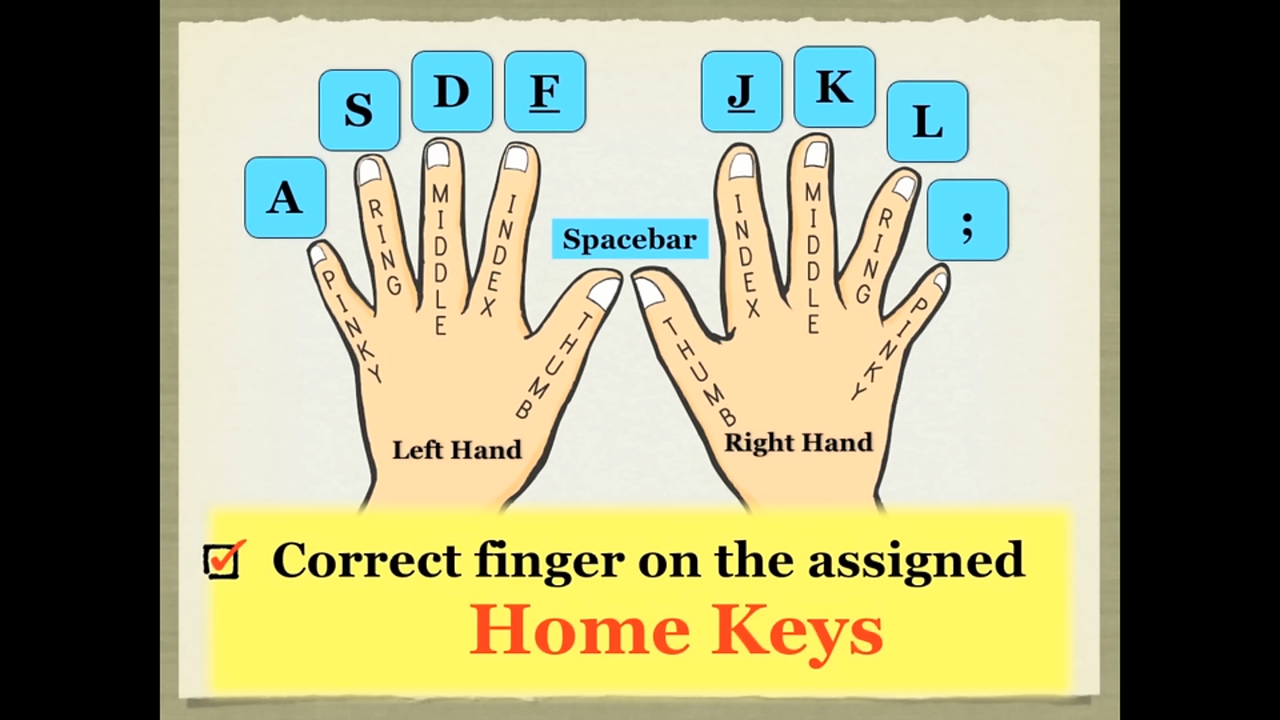 A S D F J K L ;
Spacebar
PINKY RING MIDDLE INDEX THUMB
THUMB INDEX MIDDLE RING PINKY
Left Hand
Right Hand
Correct finger on the assigned
Home Keys